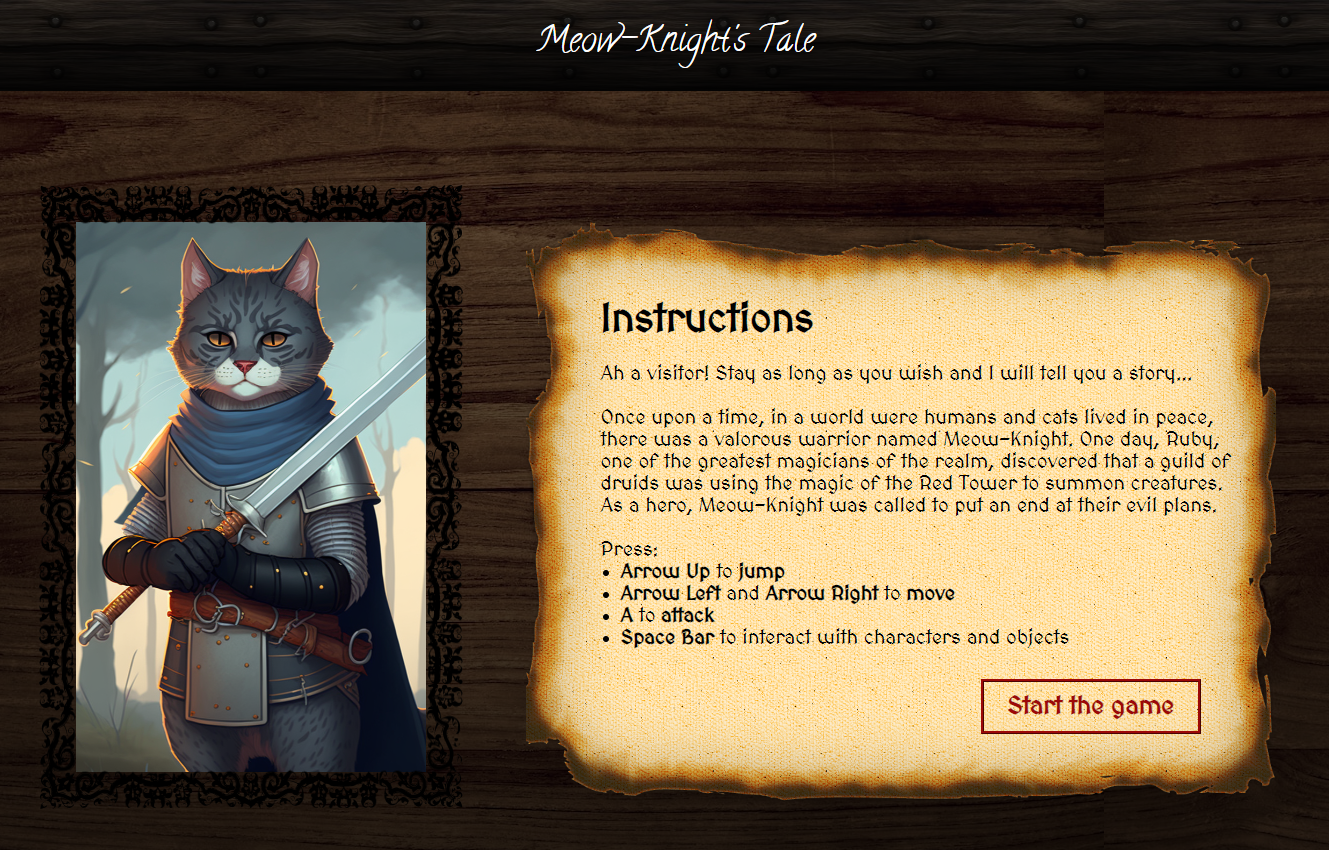 Meow-Knight's Tale
Instructions
Ah a visitor! Stay as long as you wish and I will tell you a story...
Once upon a time, in a world were humans and cats lived in peace,
there was a valorous warrior named Meow-Knight. One day, Ruby,
one of the greatest magicians of the realm, discovered that a guild of
druids was using the magic of the Red Tower to summon creatures.
As a hero, Meow-Knight was called to put an end at their evil plans.
Press:
• Arrow Up to jump
• Arrow Left and Arrow Right to move
• A to attack
• Space Bar to interact with characters and objects
Start the game